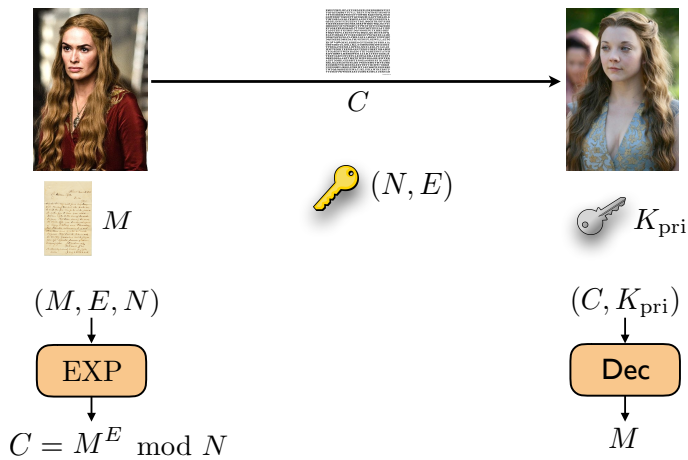 C
(N, E)
M
K_pri
(M, E, N)
(C, K_pri)
EXP
Dec
C = M^E mod N
M